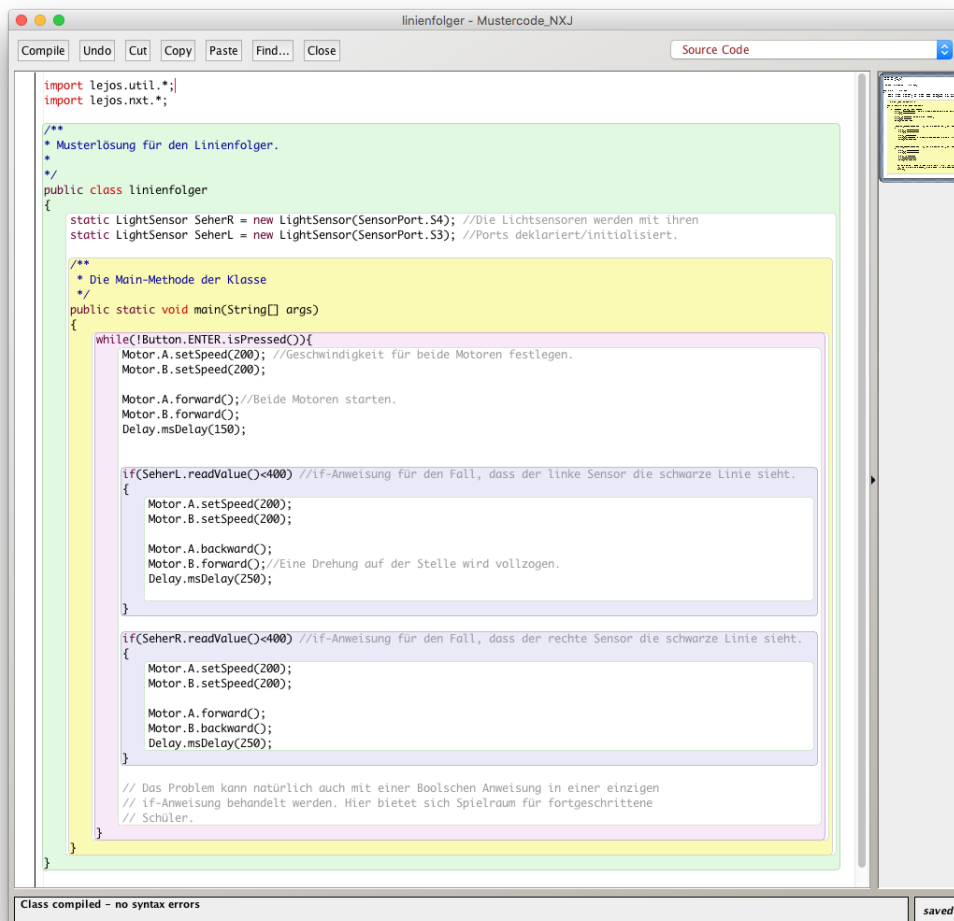 linienfolger - Mustercode_NXJ
Compile Undo Cut Copy Paste Find... Close Source Code
import lejos.util.*;
import lejos.nxt.*;
/**
* Musterlösung für den Linienfolger.
*
*/
public class linienfolger
{
static LightSensor SeherR = new LightSensor(SensorPort.S4); //Die Lichtsensoren werden mit ihren
static LightSensor SeherL = new LightSensor(SensorPort.S3); //Ports deklariert/initialisiert.
/**
* Die Main-Methode der Klasse
*/
public static void main(String[] args)
{
while(!Button.ENTER.isPressed()){
Motor.A.setSpeed(200); //Geschwindigkeit für beide Motoren festlegen.
Motor.B.setSpeed(200);
Motor.A.forward();//Beide Motoren starten.
Motor.B.forward();
Delay.msDelay(150);
if(SeherL.readValue()<400) //if-Anweisung für den Fall, dass der linke Sensor die schwarze Linie sieht.
{
Motor.A.setSpeed(200);
Motor.B.setSpeed(200);
Motor.A.backward();
Motor.B.forward();//Eine Drehung auf der Stelle wird vollzogen.
Delay.msDelay(250);
}
if(SeherR.readValue()<400) //if-Anweisung für den Fall, dass der rechte Sensor die schwarze Linie sieht.
{
Motor.A.setSpeed(200);
Motor.B.setSpeed(200);
Motor.A.forward();
Motor.B.backward();
Delay.msDelay(250);
}
// Das Problem kann natürlich auch mit einer Boolschen Anweisung in einer einzigen
// if-Anweisung behandelt werden. Hier bietet sich Spielraum für fortgeschrittene
// Schüler.
}
}
}
Class compiled - no syntax errors
saved